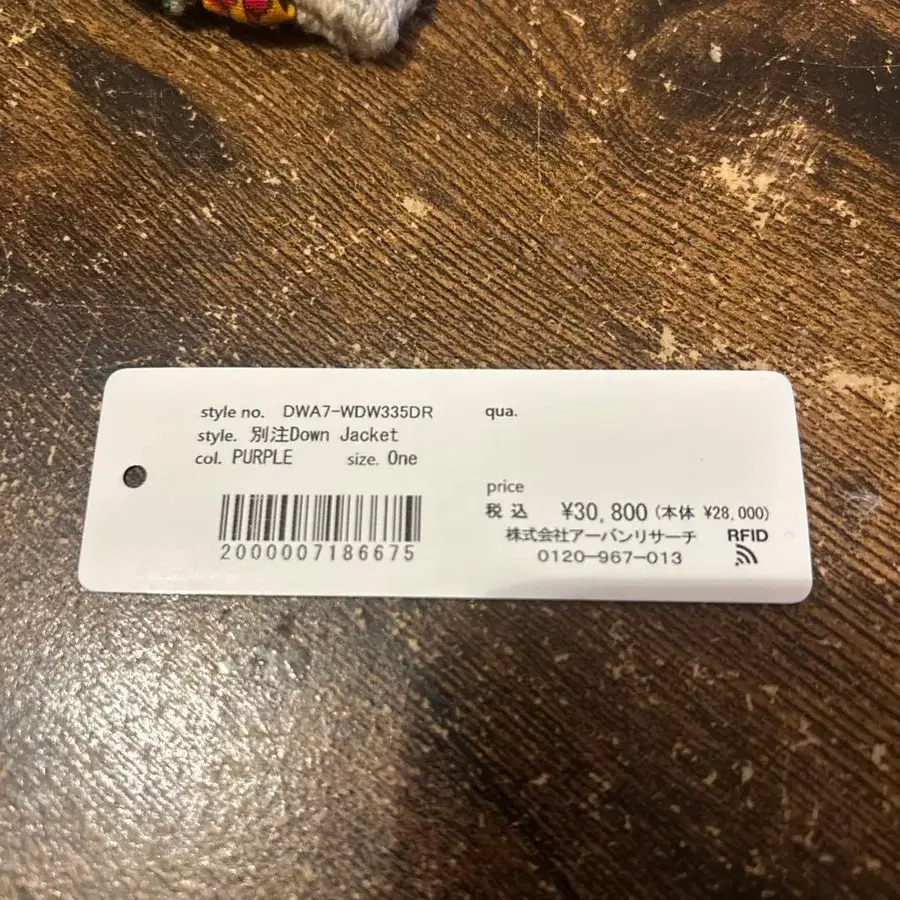 style no. DWA7-WDW335DR
style. 別注Down Jacket
col. PURPLE size. One
2000007186675
qua.
price
税込 ¥30,800 (本体 ¥28,000)
株式会社アーバンリサーチ
0120-967-013
RFID